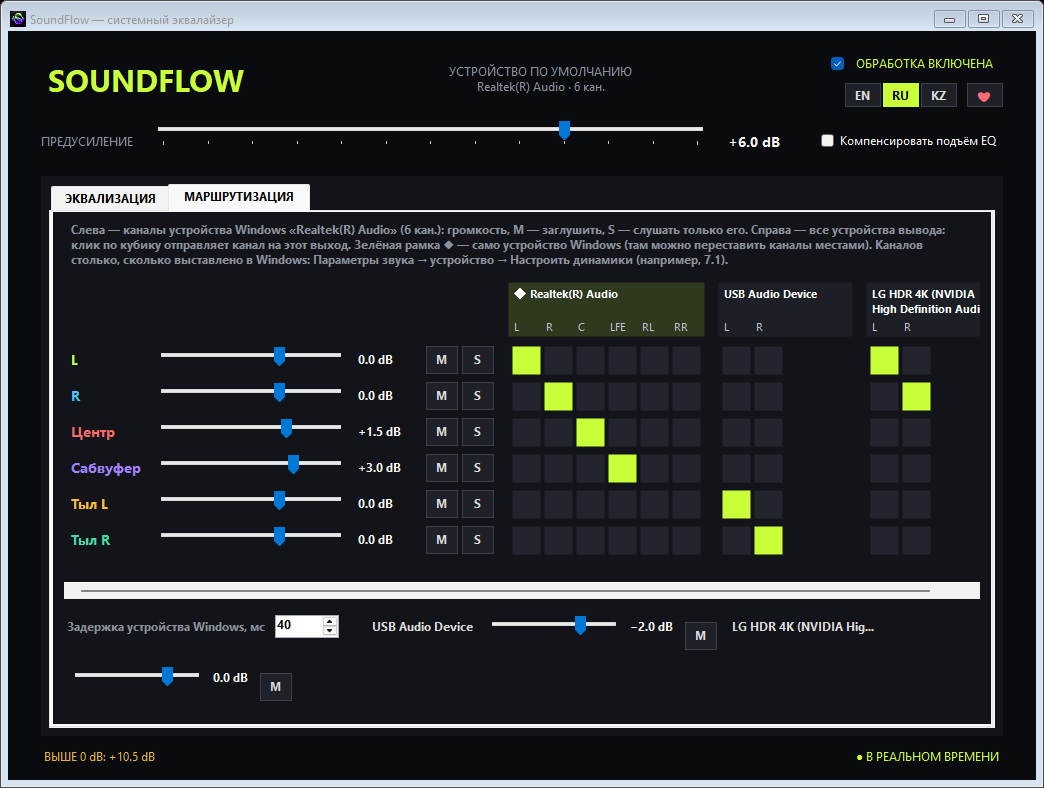 SoundFlow — системный эквалайзер
SOUNDFLOW
УСТРОЙСТВО ПО УМОЛЧАНИЮ
Realtek(R) Audio · 6 кан.
ОБРАБОТКА ВКЛЮЧЕНА
EN RU KZ
ПРЕДУСИЛЕНИЕ
+6.0 dB
Компенсировать подъём EQ
ЭКВАЛИЗАЦИЯ
МАРШРУТИЗАЦИЯ
Слева — каналы устройства Windows «Realtek(R) Audio» (6 кан.): громкость, M — заглушить, S — слушать только его. Справа — все устройства вывода:
клик по кубику отправляет канал на этот выход. Зелёная рамка ◆ — само устройство Windows (там можно переставить каналы местами). Каналов
столько, сколько выставлено в Windows: Параметры звука → устройство → Настроить динамики (например, 7.1).
◆ Realtek(R) Audio
L R C LFE RL RR
USB Audio Device
L R
LG HDR 4K (NVIDIA
High Definition Audi
L R
L 0.0 dB M S
R 0.0 dB M S
Центр +1.5 dB M S
Сабвуфер +3.0 dB M S
Тыл L 0.0 dB M S
Тыл R 0.0 dB M S
Задержка устройства Windows, мс 40
USB Audio Device −2.0 dB M
LG HDR 4K (NVIDIA Hig...
0.0 dB M
ВЫШЕ 0 dB: +10.5 dB
● В РЕАЛЬНОМ ВРЕМЕНИ